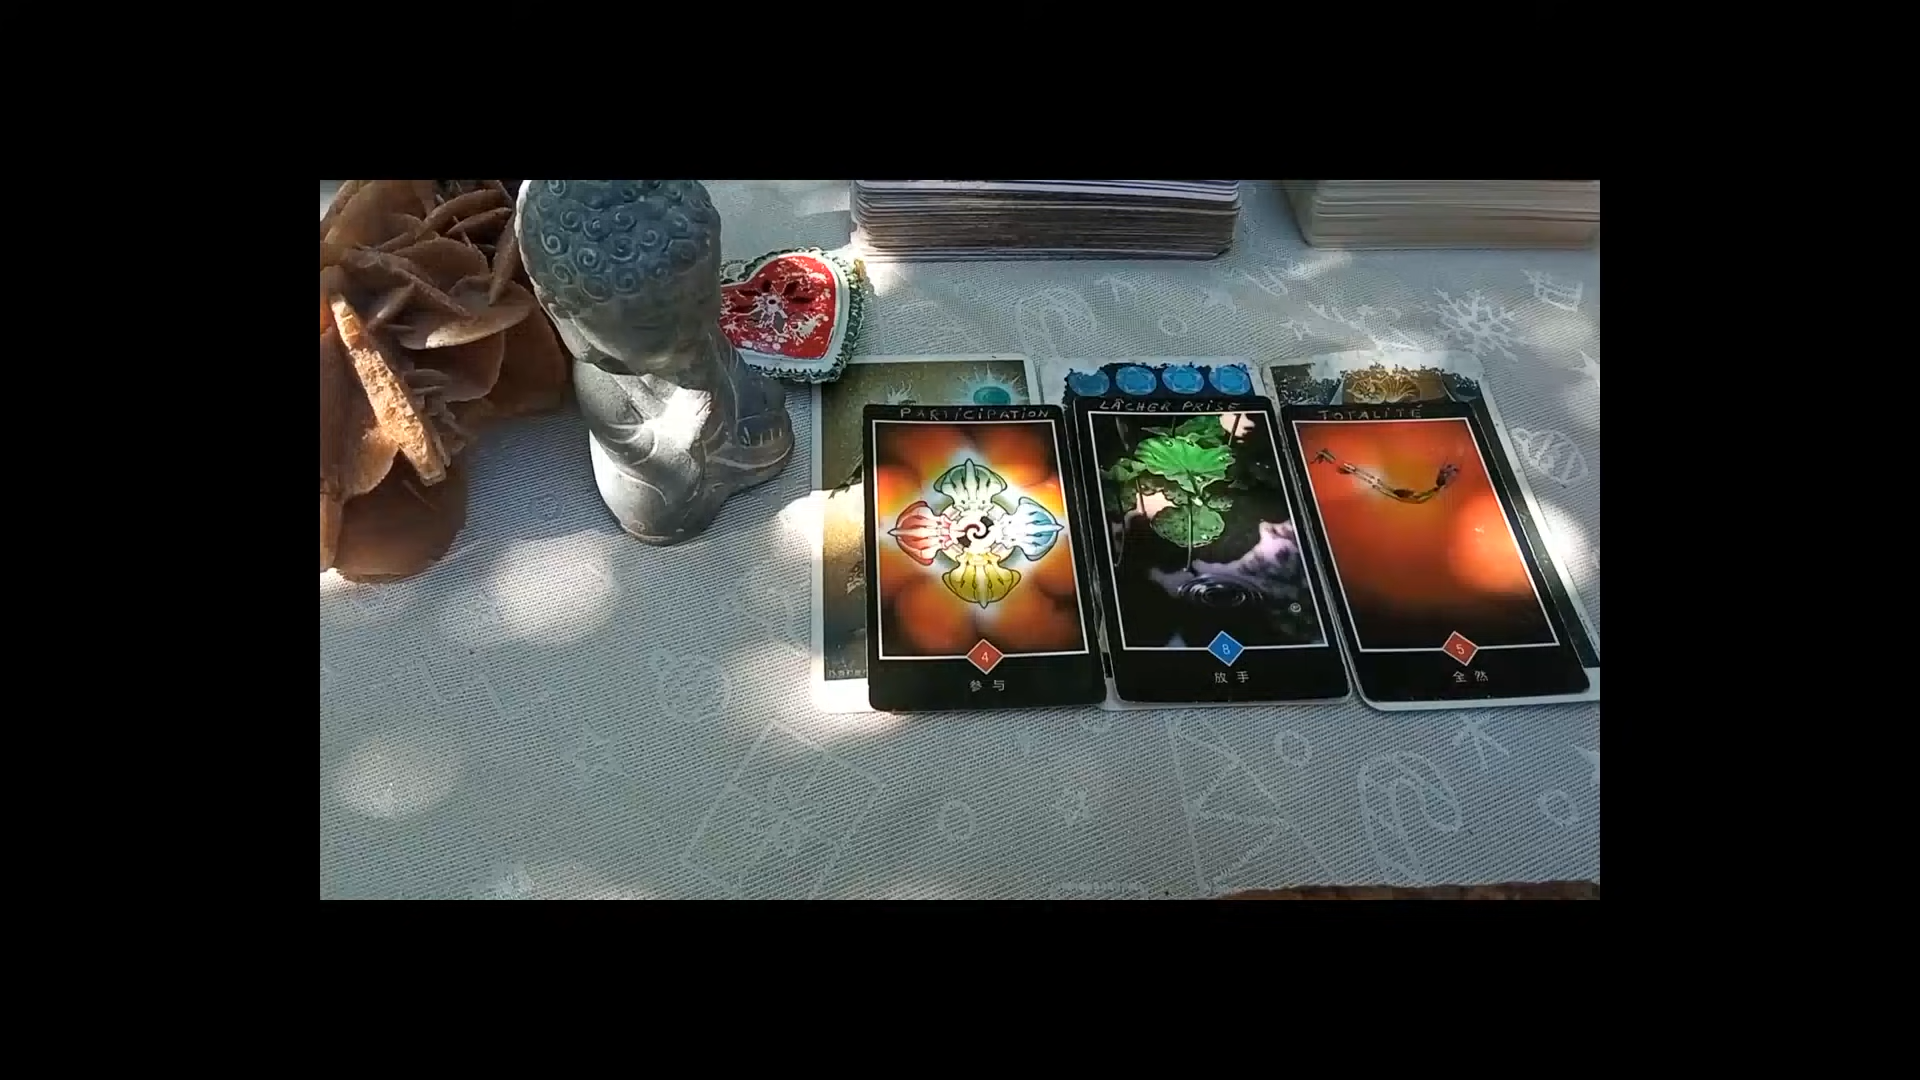 PARTICIPATION
4
参与
LÂCHER PRISE
8
放手
TOTALITÉ
5
全然